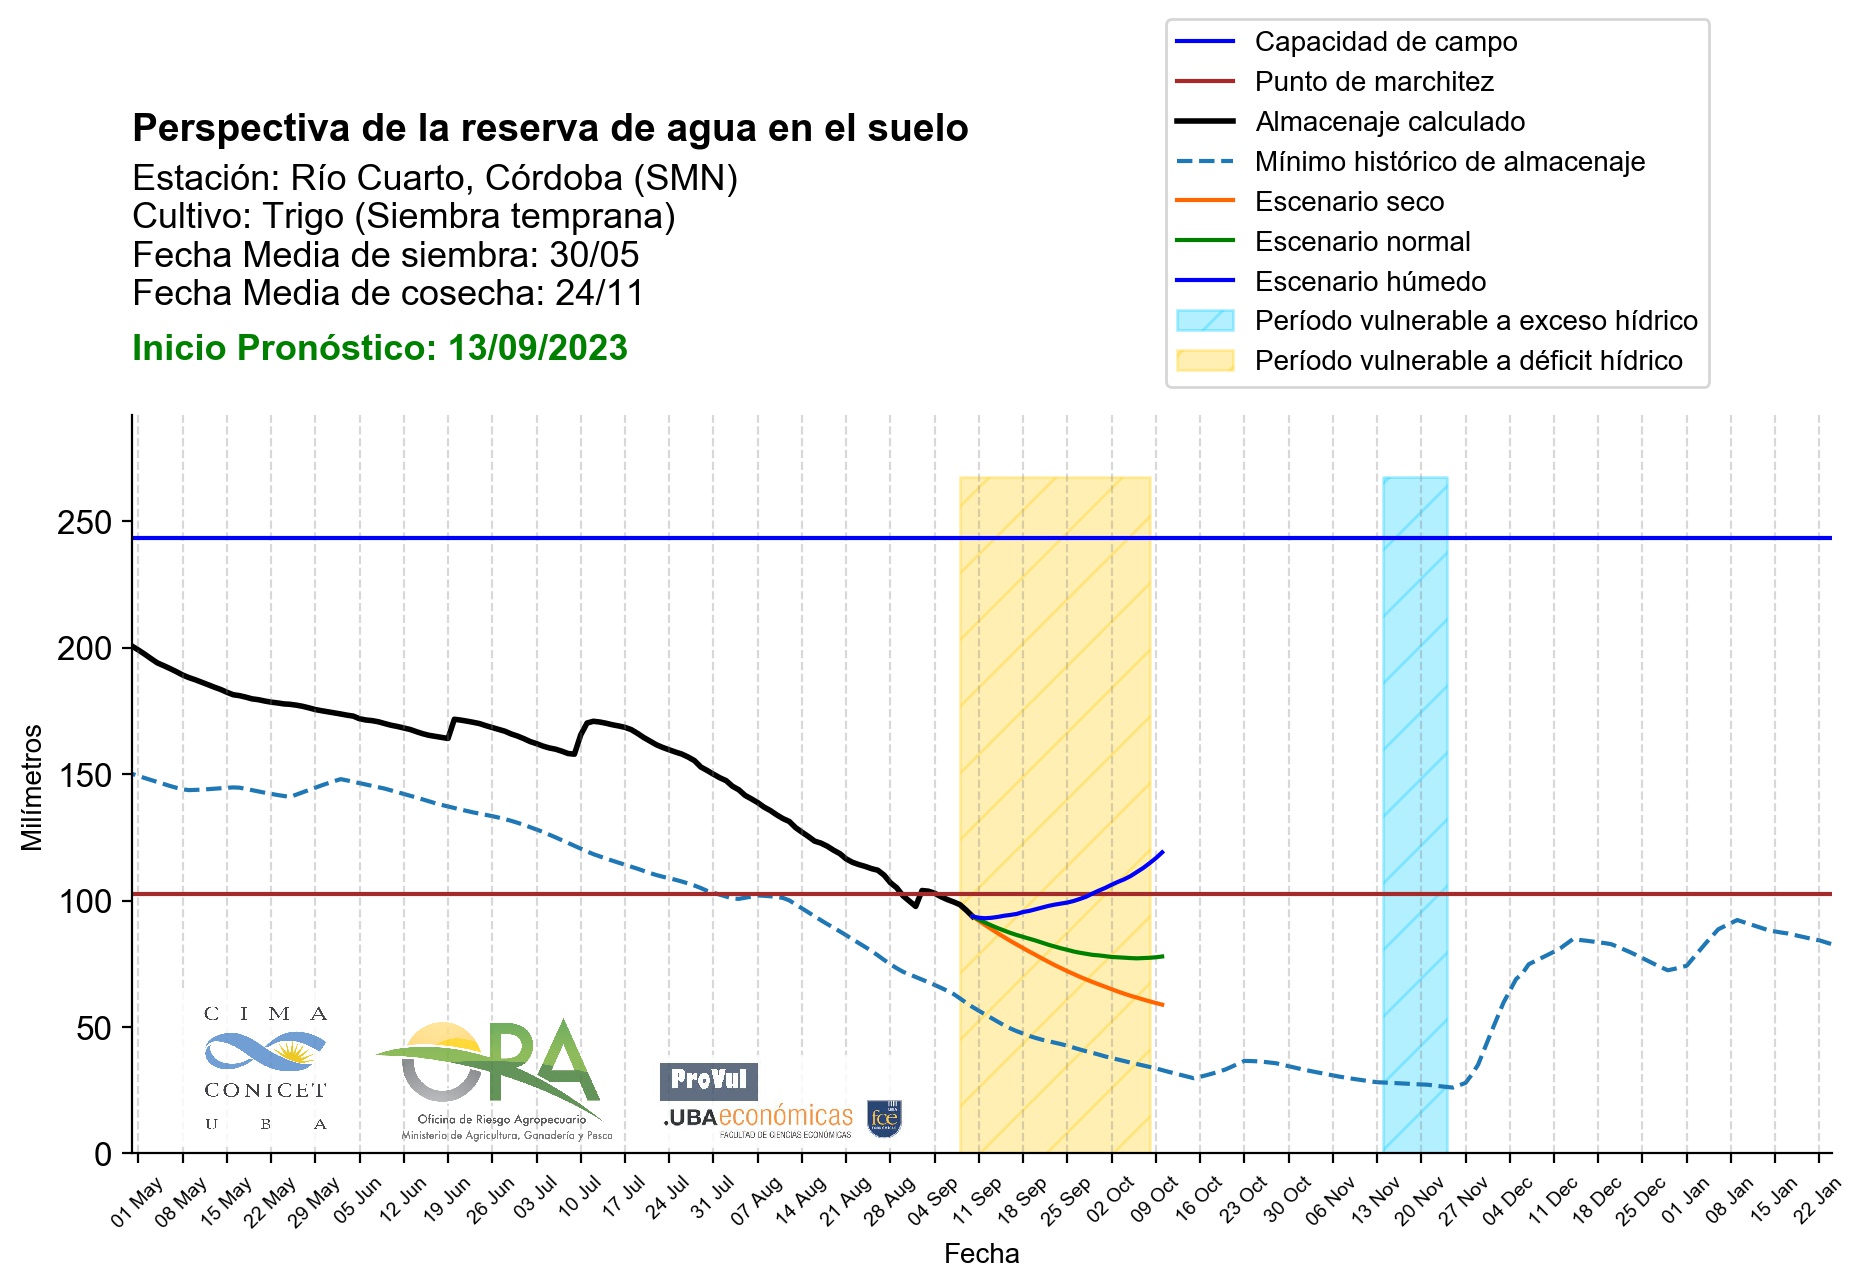 Capacidad de campo
Punto de marchitez
Almacenaje calculado
Mínimo histórico de almacenaje
Escenario seco
Escenario normal
Escenario húmedo
Período vulnerable a exceso hídrico
Período vulnerable a déficit hídrico
Perspectiva de la reserva de agua en el suelo
Estación: Río Cuarto, Córdoba (SMN)
Cultivo: Trigo (Siembra temprana)
Fecha Media de siembra: 30/05
Fecha Media de cosecha: 24/11
Inicio Pronóstico: 13/09/2023
250
200
150
100
50
0
Milímetros
C I M A
CONICET
U B A
ORA
Oficina de Riesgo Agropecuario
Ministerio de Agricultura, Ganadería y Pesca
ProVul
.UBAeconómicas
FACULTAD DE CIENCIAS ECONÓMICAS
fce
01 May
08 May
15 May
22 May
29 May
05 Jun
12 Jun
19 Jun
26 Jun
03 Jul
10 Jul
17 Jul
24 Jul
31 Jul
07 Aug
14 Aug
21 Aug
28 Aug
04 Sep
11 Sep
18 Sep
25 Sep
02 Oct
09 Oct
16 Oct
23 Oct
30 Oct
06 Nov
13 Nov
20 Nov
27 Nov
04 Dec
11 Dec
18 Dec
25 Dec
01 Jan
08 Jan
15 Jan
22 Jan
Fecha